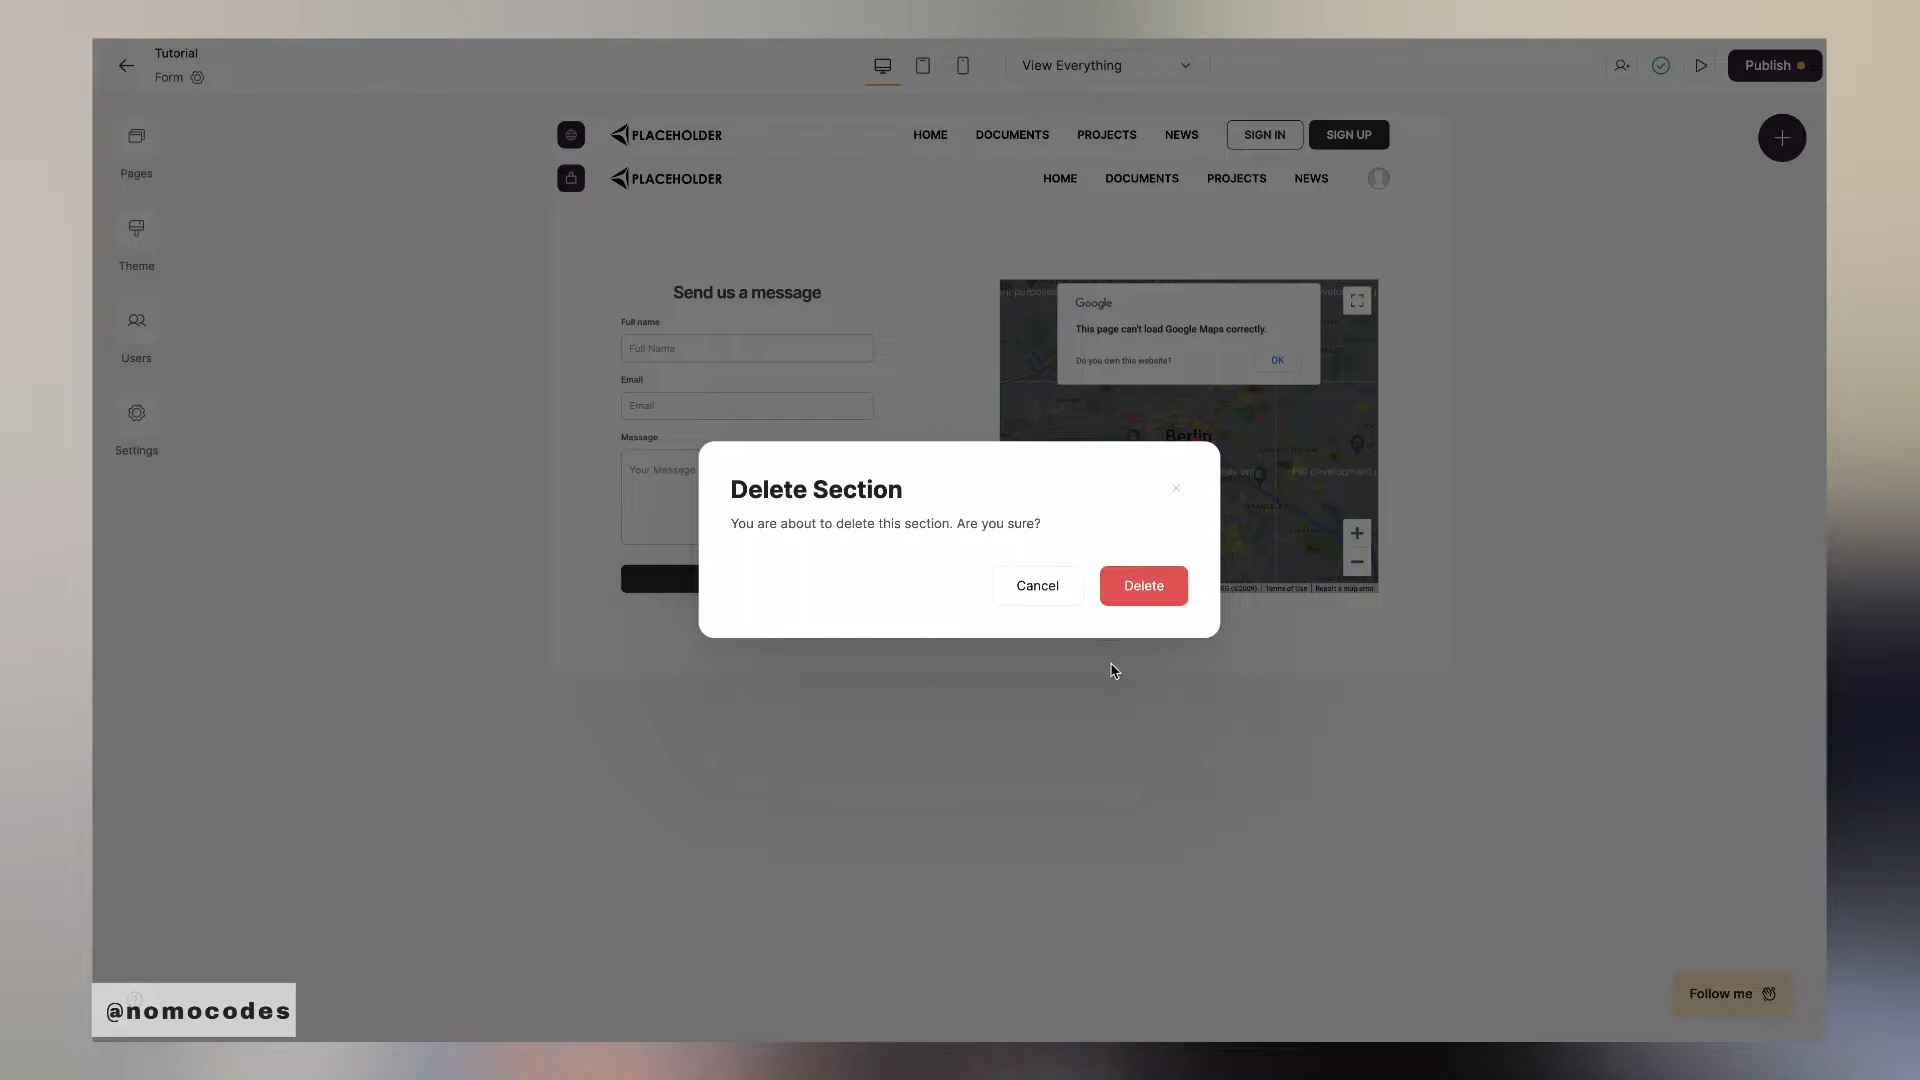 Tutorial
Form
View Everything
Publish
Pages
Theme
Users
Settings
PLACEHOLDER
HOME DOCUMENTS PROJECTS NEWS SIGN IN SIGN UP
PLACEHOLDER
HOME DOCUMENTS PROJECTS NEWS
Send us a message
Full name
Full Name
Email
Email
Message
Your Message
Google
This page can't load Google Maps correctly.
Do you own this website? OK
Berlin
For development
Terms of Use Report a map error
Delete Section
You are about to delete this section. Are you sure?
Cancel Delete
@nomocodes
Follow me